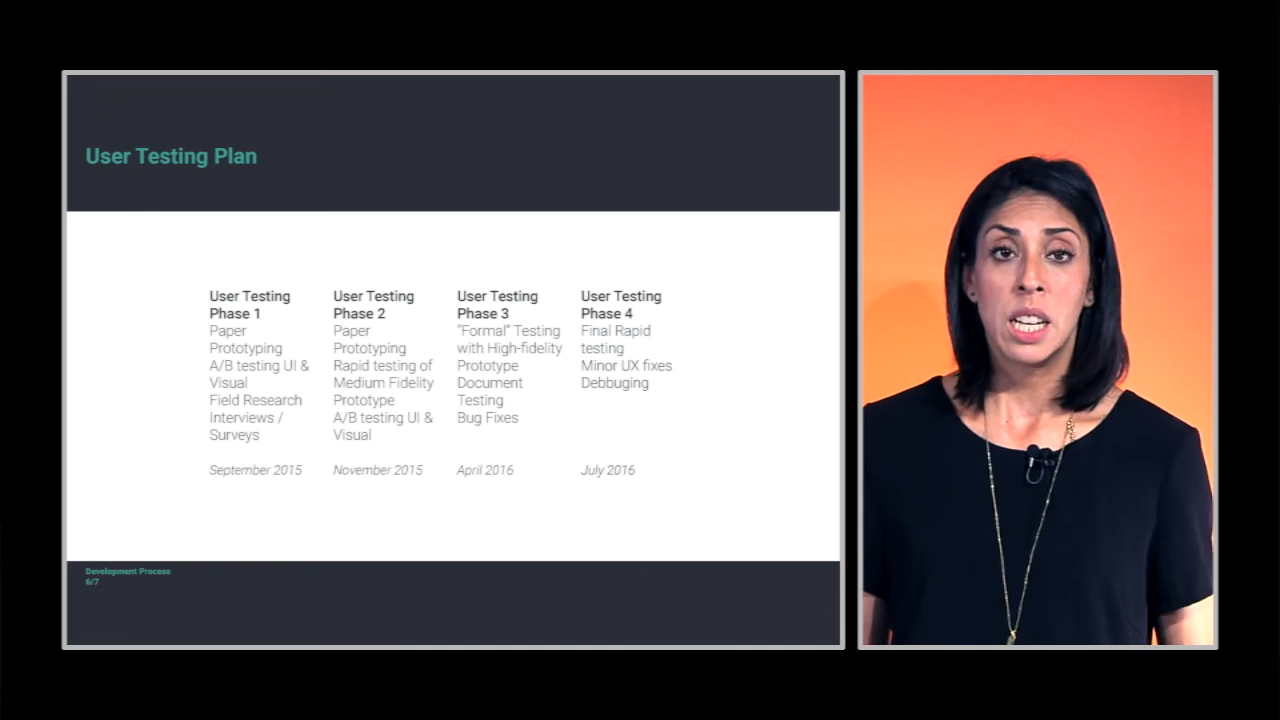 User Testing Plan
User Testing
Phase 1
Paper
Prototyping
A/B testing UI &
Visual
Field Research
Interviews /
Surveys
September 2015
User Testing
Phase 2
Paper
Prototyping
Rapid testing of
Medium Fidelity
Prototype
A/B testing UI &
Visual
November 2015
User Testing
Phase 3
"Formal" Testing
with High-fidelity
Prototype
Document
Testing
Bug Fixes
April 2016
User Testing
Phase 4
Final Rapid
testing
Minor UX fixes
Debbuging
July 2016
Development Process
6/7